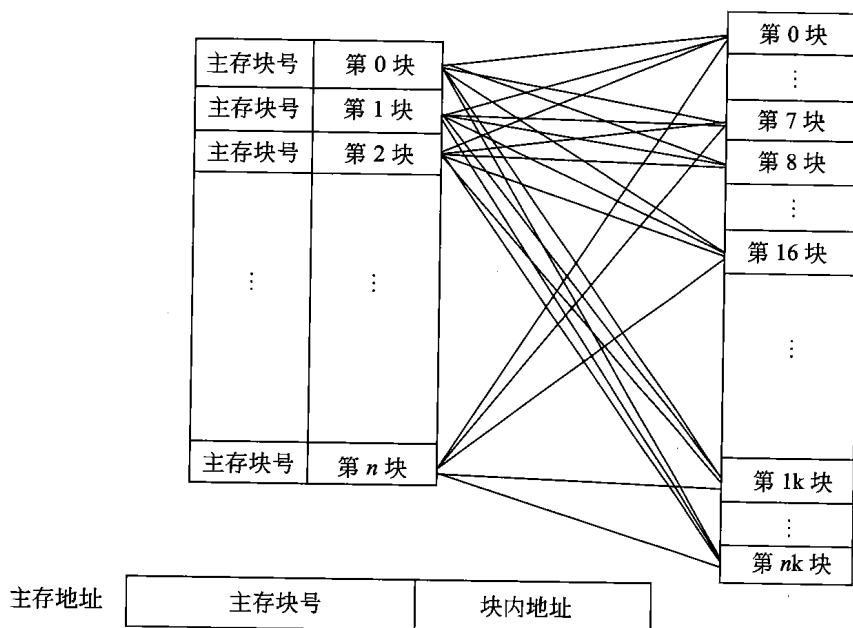 主存块号 第 0 块
主存块号 第 1 块
主存块号 第 2 块
⋮ ⋮
主存块号 第 n 块
第 0 块
⋮
第 7 块
第 8 块
⋮
第 16 块
⋮
第 1k 块
⋮
第 nk 块
主存地址 主存块号 块内地址